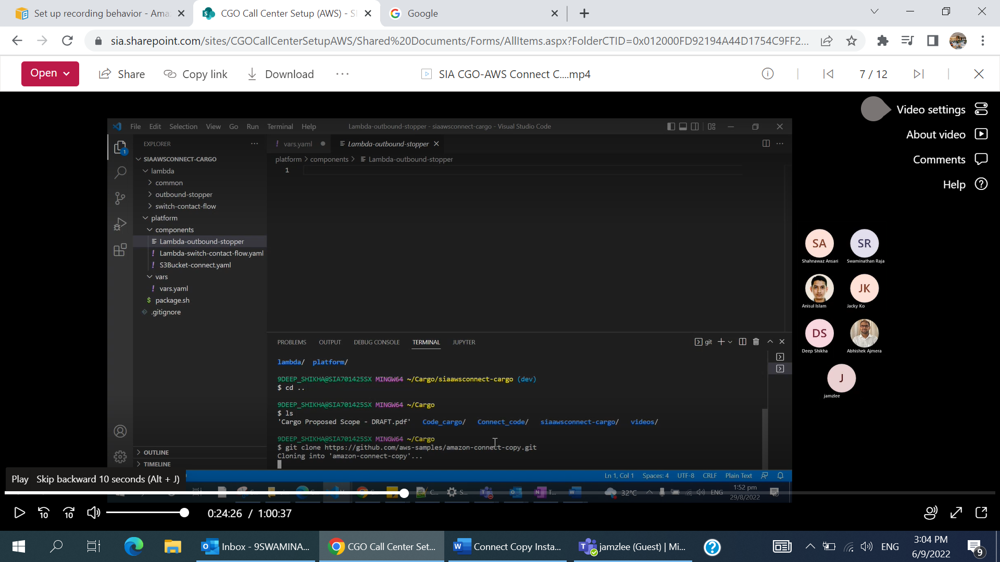 Set up recording behavior - Ama
CGO Call Center Setup (AWS) - S
Google
sia.sharepoint.com/sites/CGOCallCenterSetupAWS/Shared%20Documents/Forms/AllItems.aspx?FolderCTID=0x012000FD92194A44D1754C9FF2...
Open
Share
Copy link
Download
SIA CGO-AWS Connect C....mp4
7 / 12
Video settings
About video
Comments
Help
File Edit Selection View Go Run Terminal Help
Lambda-outbound-stopper - siaawsconnect-cargo - Visual Studio Code
EXPLORER
1
SIAAWSCONNECT-CARGO
lambda
common
outbound-stopper
switch-contact-flow
platform
components
Lambda-outbound-stopper
! Lambda-switch-contact-flow.yaml
! S3Bucket-connect.yaml
vars
! vars.yaml
$ package.sh
.gitignore
OUTLINE
TIMELINE
! vars.yaml
Lambda-outbound-stopper
platform > components > Lambda-outbound-stopper
1
PROBLEMS OUTPUT DEBUG CONSOLE TERMINAL JUPYTER
git
lambda/ platform/
9DEEP_SHIKHA@SIA701425SX MINGW64 ~/Cargo/siaawsconnect-cargo (dev)
$ cd ..
9DEEP_SHIKHA@SIA701425SX MINGW64 ~/Cargo
$ ls
'Cargo Proposed Scope - DRAFT.pdf' Code_cargo/ Connect_code/ siaawsconnect-cargo/ videos/
9DEEP_SHIKHA@SIA701425SX MINGW64 ~/Cargo
$ git clone https://github.com/aws-samples/amazon-connect-copy.git
Cloning into 'amazon-connect-copy'...
Ln 1, Col 1 Spaces: 4 UTF-8 CRLF Plain Text
SA
Shahnawaz Ansari
SR
Swaminathan Raja
Anisul Islam
JK
Jacky Ko
DS
Deep Shikha
Abhishek Ajmera
J
jamzlee
Play Skip backward 10 seconds (Alt + J)
C...
S...
T...
32°C
ENG
1:52 pm
29/8/2022
10
10
0:24:26 / 1:00:37
Inbox - 9SWAMINA...
CGO Call Center Set...
Connect Copy Insta...
jamzlee (Guest) | Mi...
ENG
3:04 PM
6/9/2022
9